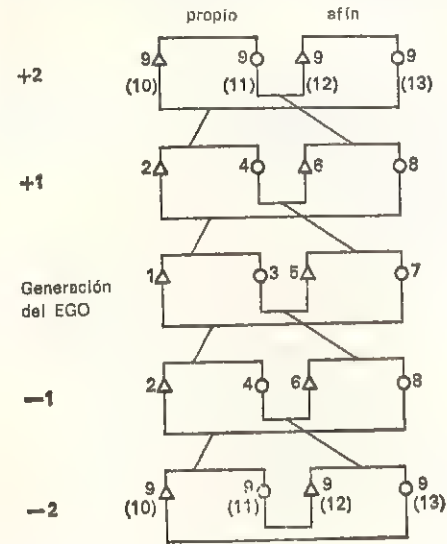 propio afín
+2 9 9 9 9
(10) (11) (12) (13)
+1 2 4 6 8
Generación
del EGO 1 3 5 7
−1 2 4 6 8
−2 9 9 9 9
(10) (11) (12) (13)